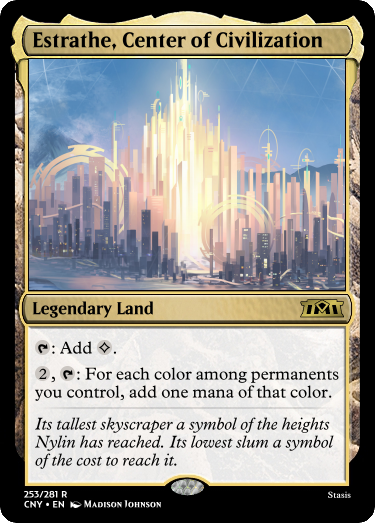 Estrathe, Center of Civilization
Legendary Land
: Add .
2, : For each color among permanents
you control, add one mana of that color.
Its tallest skyscraper a symbol of the heights
Nylin has reached. Its lowest slum a symbol
of the cost to reach it.
253/281 R
Stasis
CNY • EN Madison Johnson